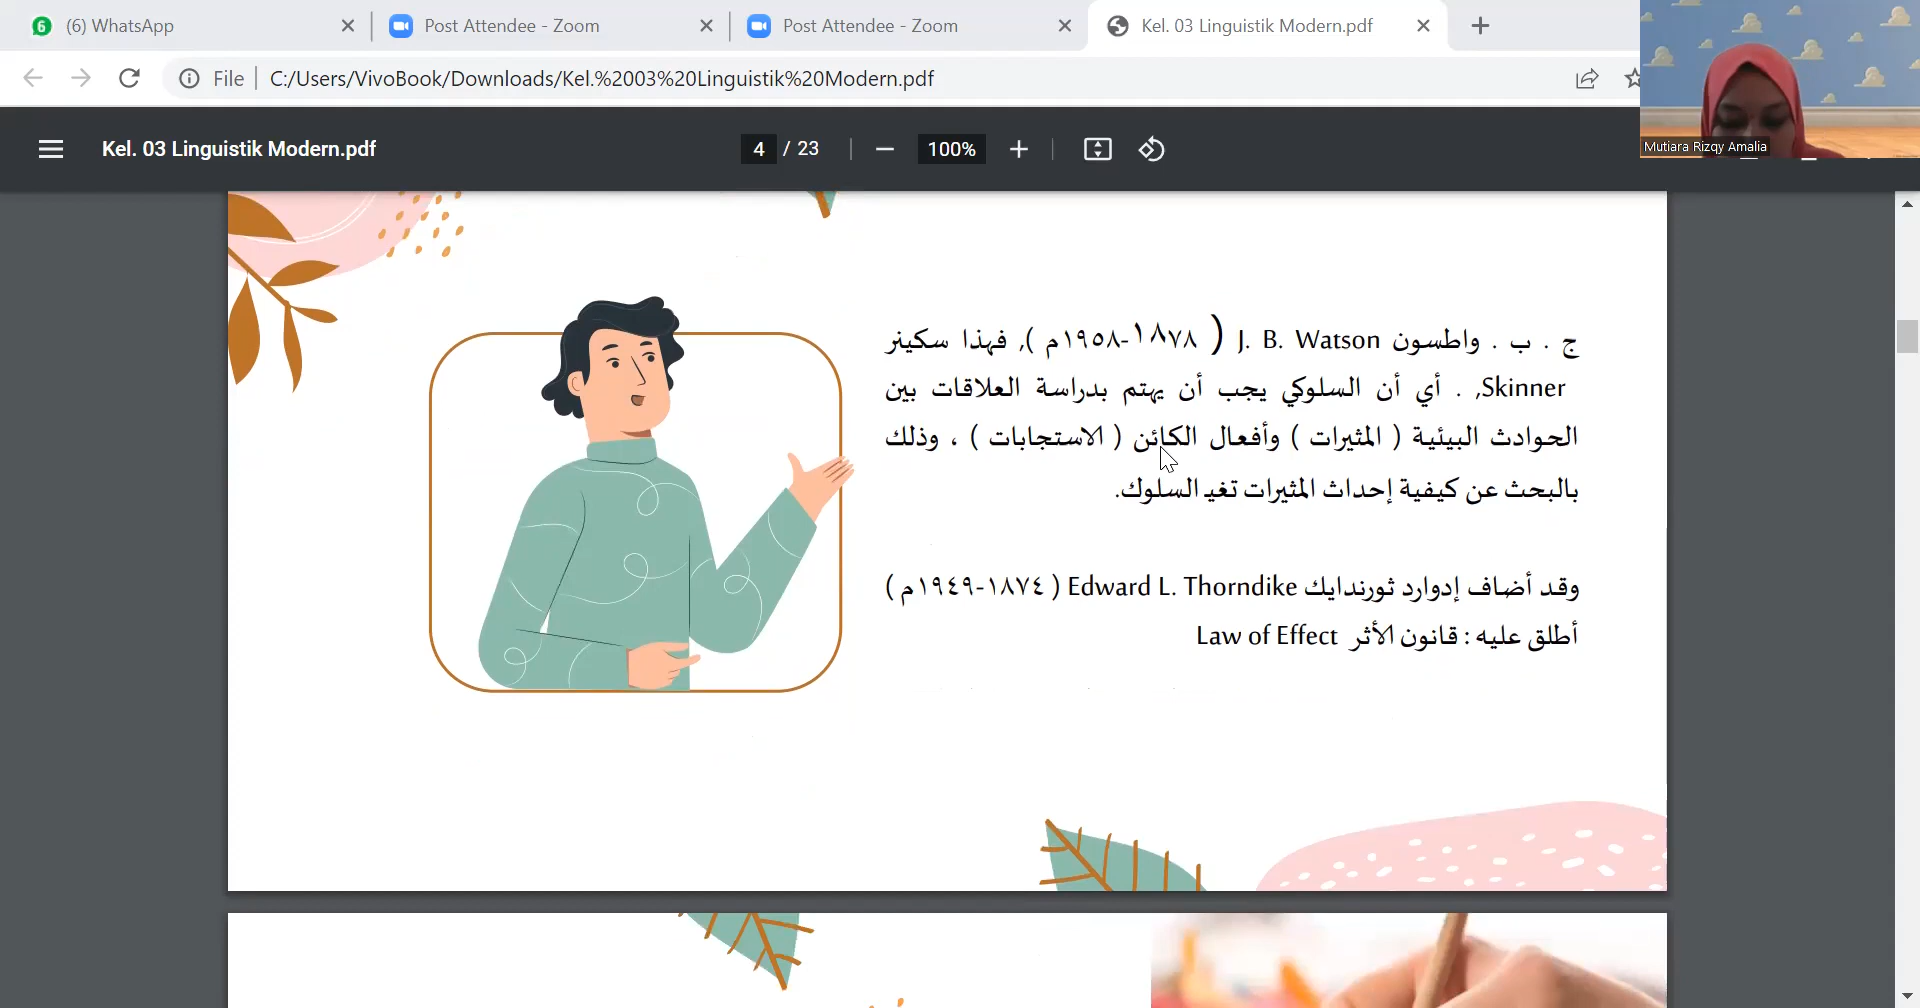 (6) WhatsApp
Post Attendee - Zoom
Post Attendee - Zoom
Kel. 03 Linguistik Modern.pdf
File
C:/Users/VivoBook/Downloads/Kel.%2003%20Linguistik%20Modern.pdf
Kel. 03 Linguistik Modern.pdf
4 / 23
100%
Mutiara Rizqy Amalia
ج . ب . واطسون J. B. Watson ( ١٨٧٨-١٩٥٨م ), فهذا سكينر
Skinner, . أي أن السلوكي يجب أن يهتم بدراسة العلاقات بين
الحوادث البيئية ( المثيرات ) وأفعال الكائن ( الاستجابات ) ، وذلك
بالبحث عن كيفية إحداث المثيرات تغيـ السلوك.
وقد أضاف إدوارد ثورندايك Edward L. Thorndike ( ١٨٧٤-١٩٤٩م )
أطلق عليه : قانون الأثر Law of Effect